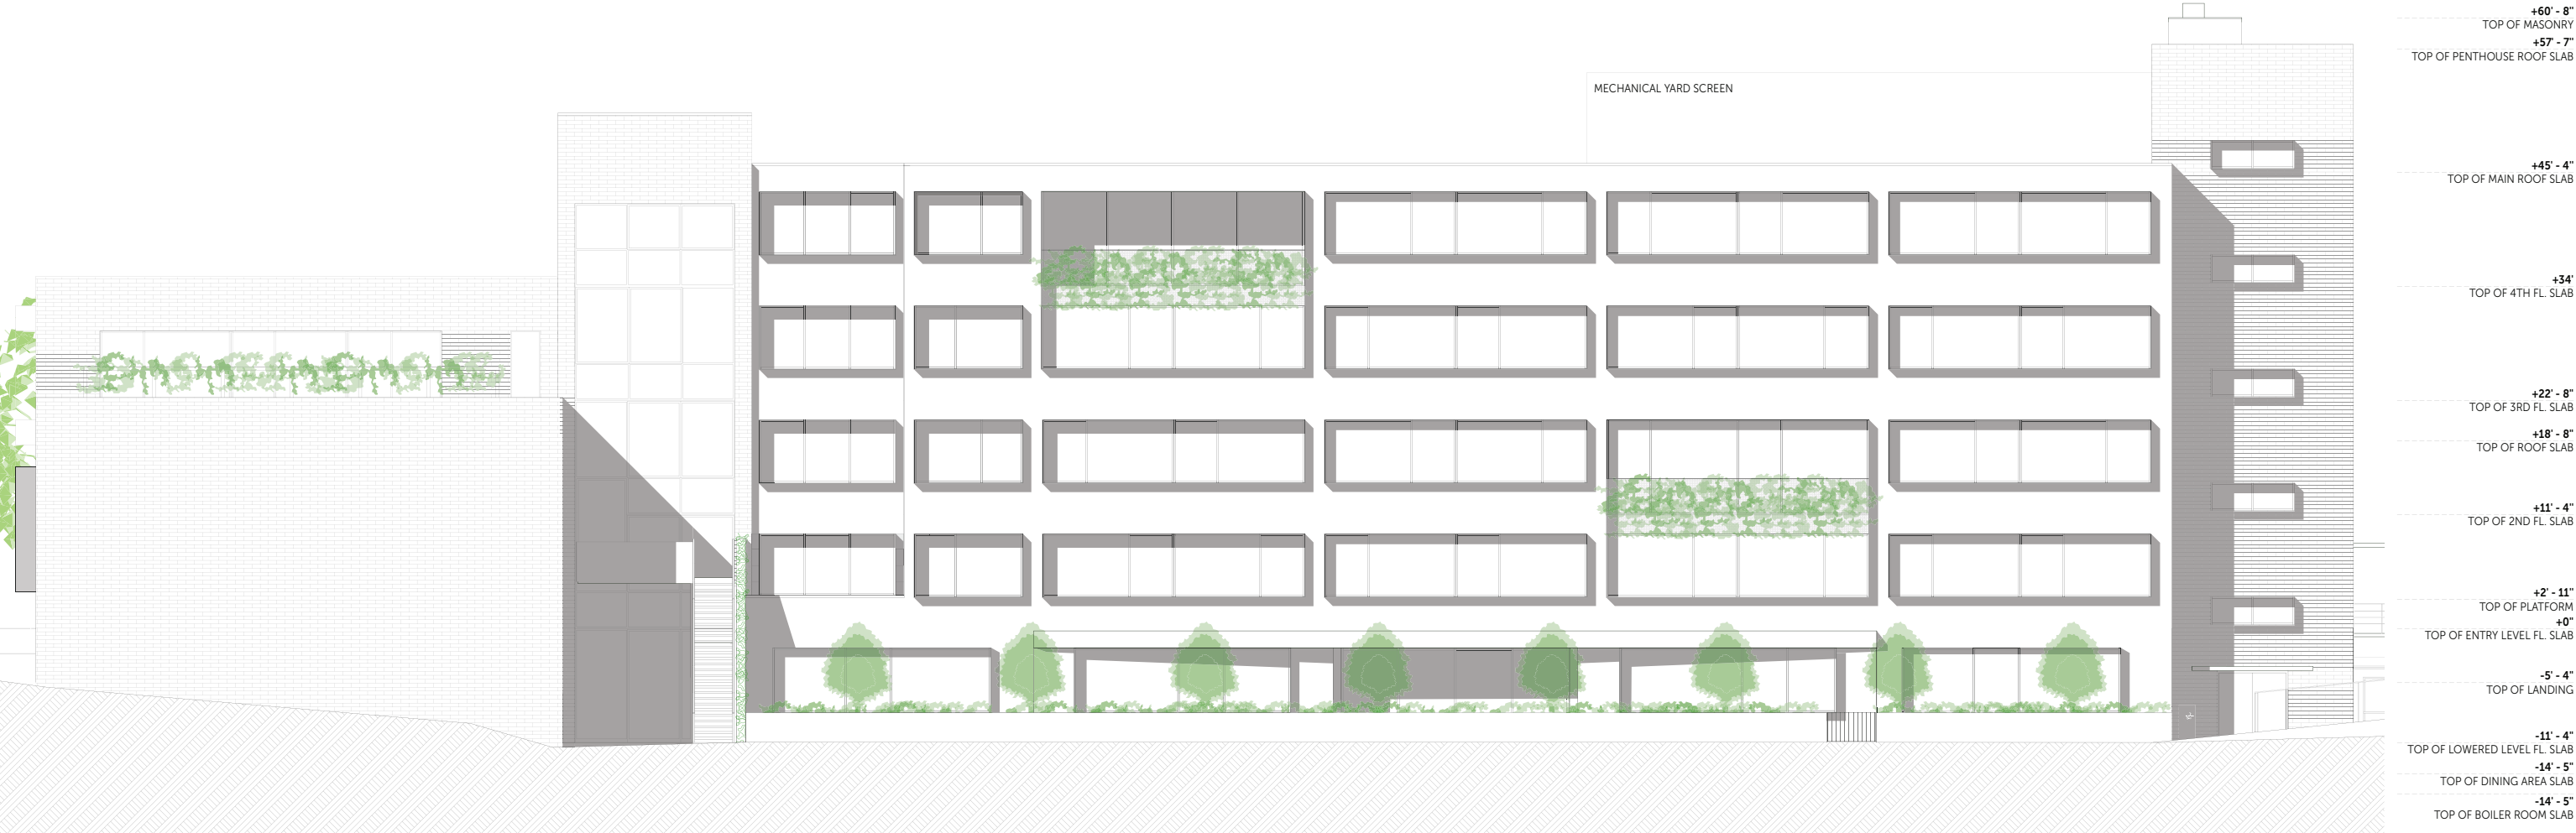 +60' - 8"
TOP OF MASONRY
+57' - 7"
TOP OF PENTHOUSE ROOF SLAB
MECHANICAL YARD SCREEN
+45' - 4"
TOP OF MAIN ROOF SLAB
+34'
TOP OF 4TH FL. SLAB
+22' - 8"
TOP OF 3RD FL. SLAB
+18' - 8"
TOP OF ROOF SLAB
+11' - 4"
TOP OF 2ND FL. SLAB
+2' - 11"
TOP OF PLATFORM
+0"
TOP OF ENTRY LEVEL FL. SLAB
-5' - 4"
TOP OF LANDING
-11' - 4"
TOP OF LOWERED LEVEL FL. SLAB
-14' - 5"
TOP OF DINING AREA SLAB
-14' - 5"
TOP OF BOILER ROOM SLAB